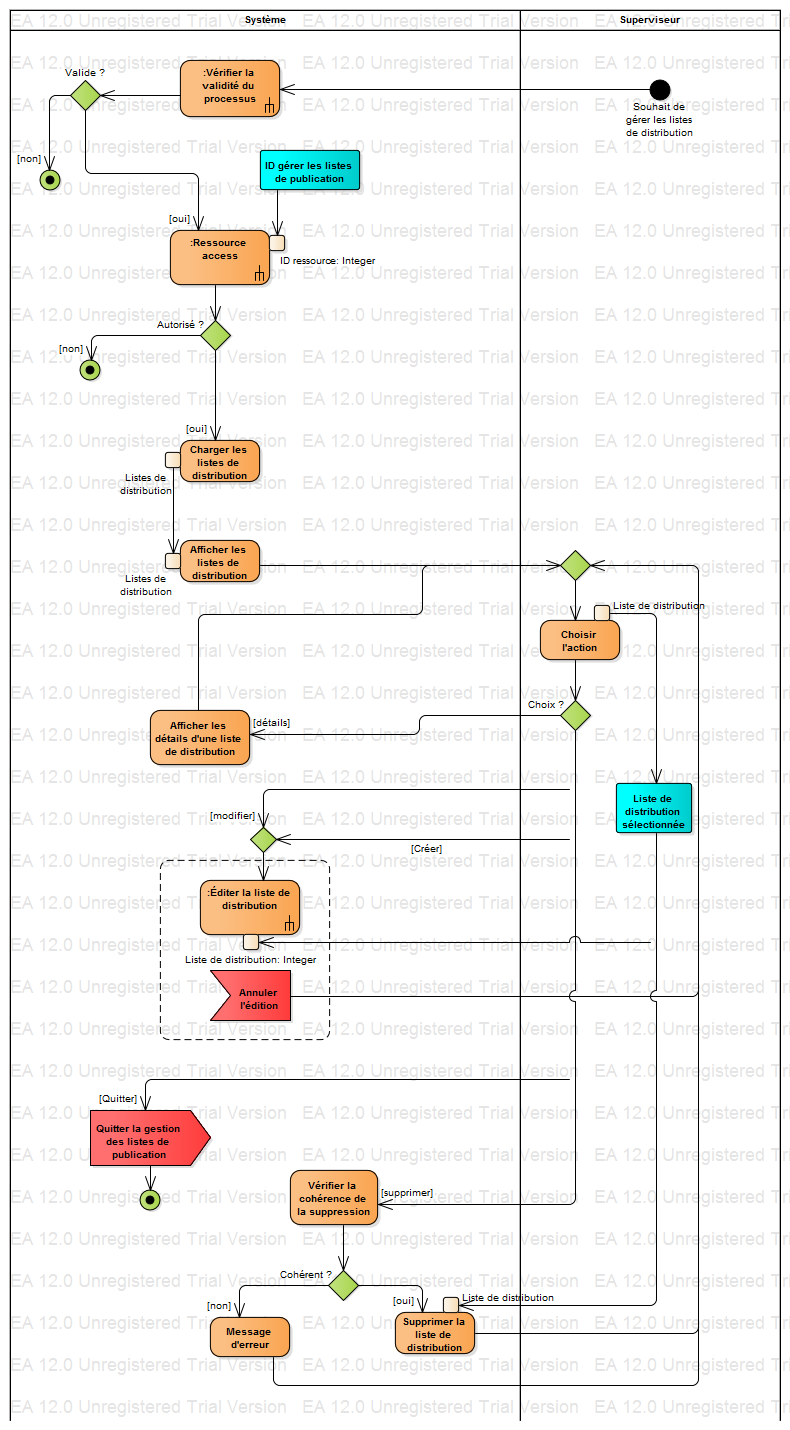 Système
Superviseur
Valide ?
:Vérifier la
validité du
processus
Souhait de
gérer les listes
de distribution
[non]
ID gérer les listes
de publication
[oui]
:Ressource
access
ID ressource: Integer
Autorisé ?
[non]
[oui]
Charger les
listes de
distribution
Listes de
distribution
Afficher les
listes de
distribution
Listes de
distribution
Liste de distribution
Choisir
l'action
Choix ?
[détails]
Afficher les
détails d'une liste
de distribution
[modifier]
Liste de
distribution
sélectionnée
[Créer]
:Éditer la liste de
distribution
Liste de distribution: Integer
Annuler
l'édition
[Quitter]
Quitter la gestion
des listes de
publication
Vérifier la
cohérence de
la suppression
[supprimer]
Cohérent ?
[non]
[oui]
Liste de distribution
Message
d'erreur
Supprimer la
liste de
distribution
EA 12.0 Unregistered Trial Version